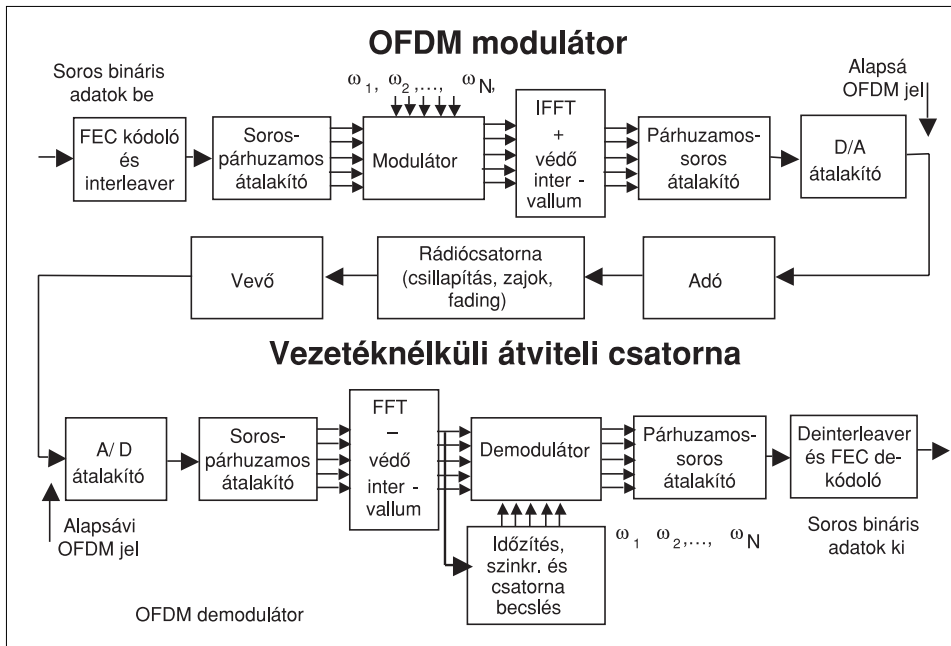 OFDM modulátor
Soros bináris
adatok be
ω1, ω2,..., ωN,
Alapsá
OFDM jel
FEC kódoló
és
interleaver
Soros-
párhuzamos
átalakító
Modulátor
IFFT
+
védő
inter -
vallum
Párhuzamos-
soros
átalakító
D/A
átalakító
Vevő
Rádiócsatorna
(csillapítás, zajok,
fading)
Adó
Vezetéknélküli átviteli csatorna
A/ D
átalakító
Soros-
párhuzamos
átalakító
FFT
–
védő
inter -
vallum
Demodulátor
Párhuzamos-
soros
átalakító
Deinterleaver
és FEC de-
kódoló
Alapsávi
OFDM jel
Időzítés,
szinkr. és
csatorna
becslés
ω1 ω2,..., ωN
Soros bináris
adatok ki
OFDM demodulátor